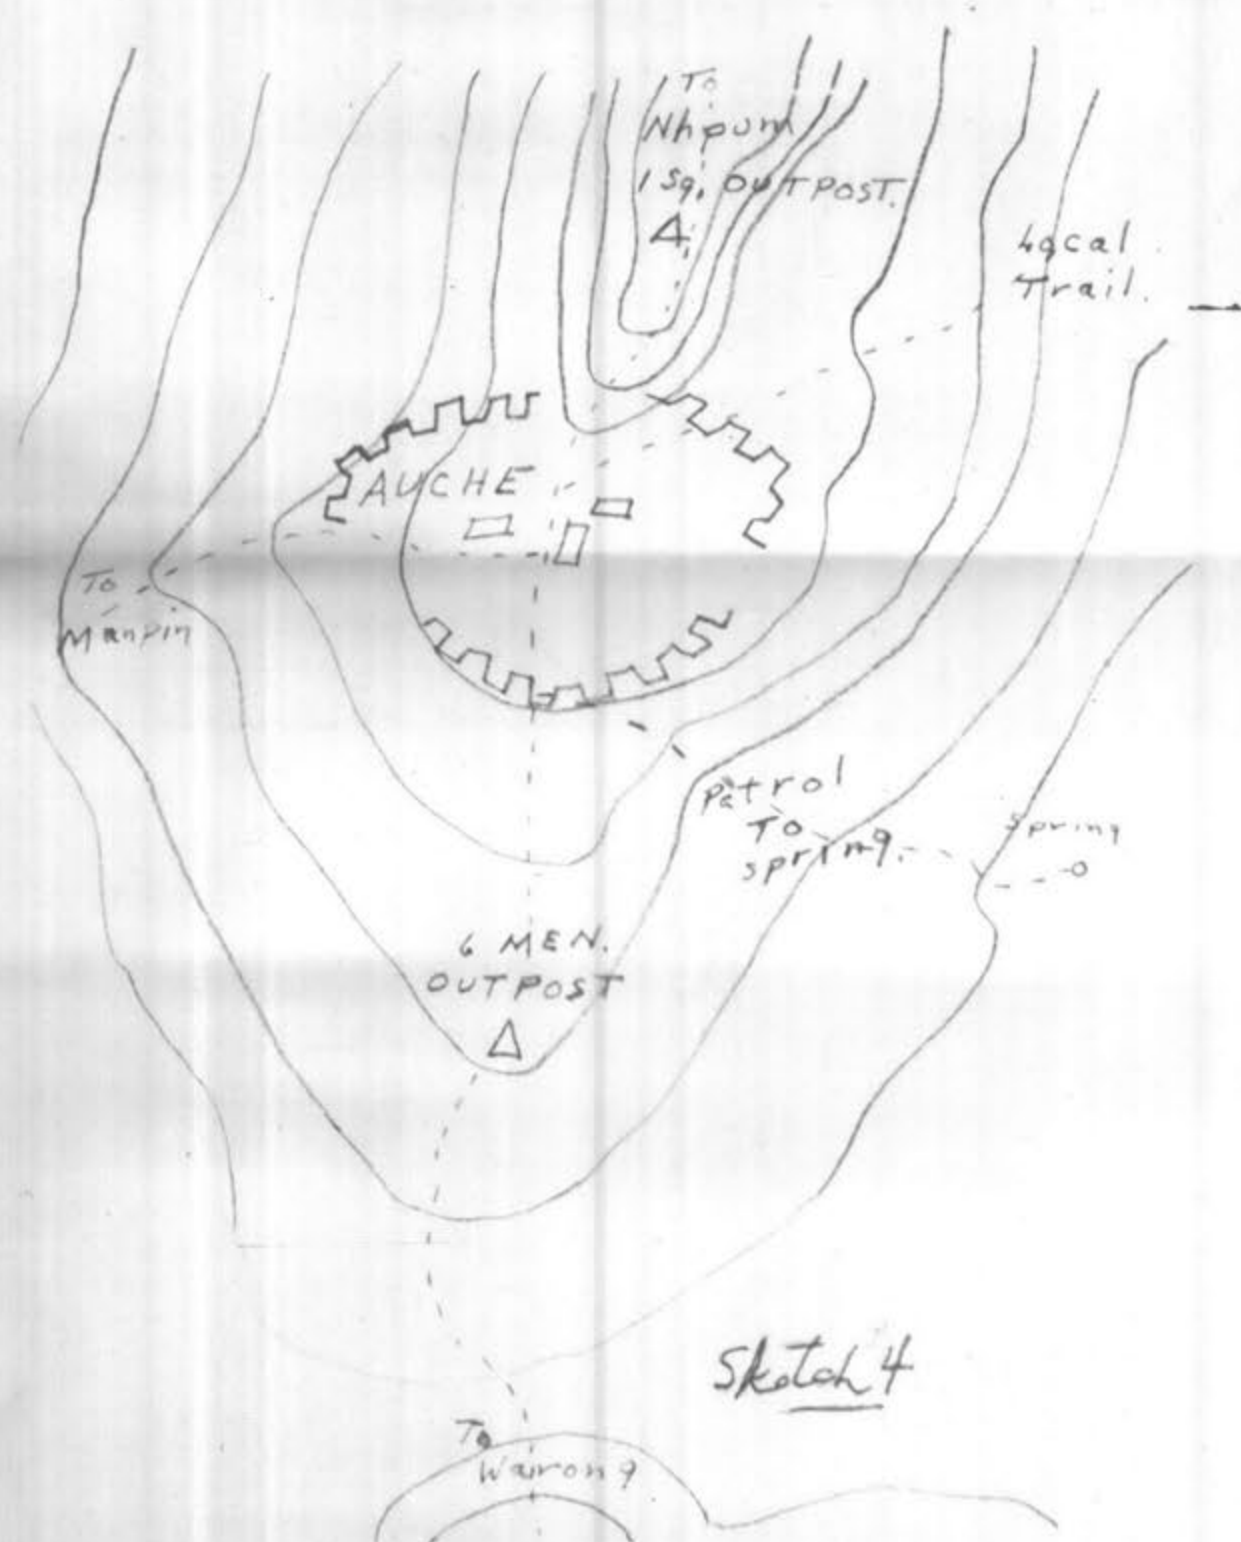 To
Nhpum
1 Sq. OUTPOST.
Local
Trail.
AUCHE
To
Manpin
Patrol
To
spring.
Spring
6 MEN.
OUTPOST
Sketch 4
To
Wairong